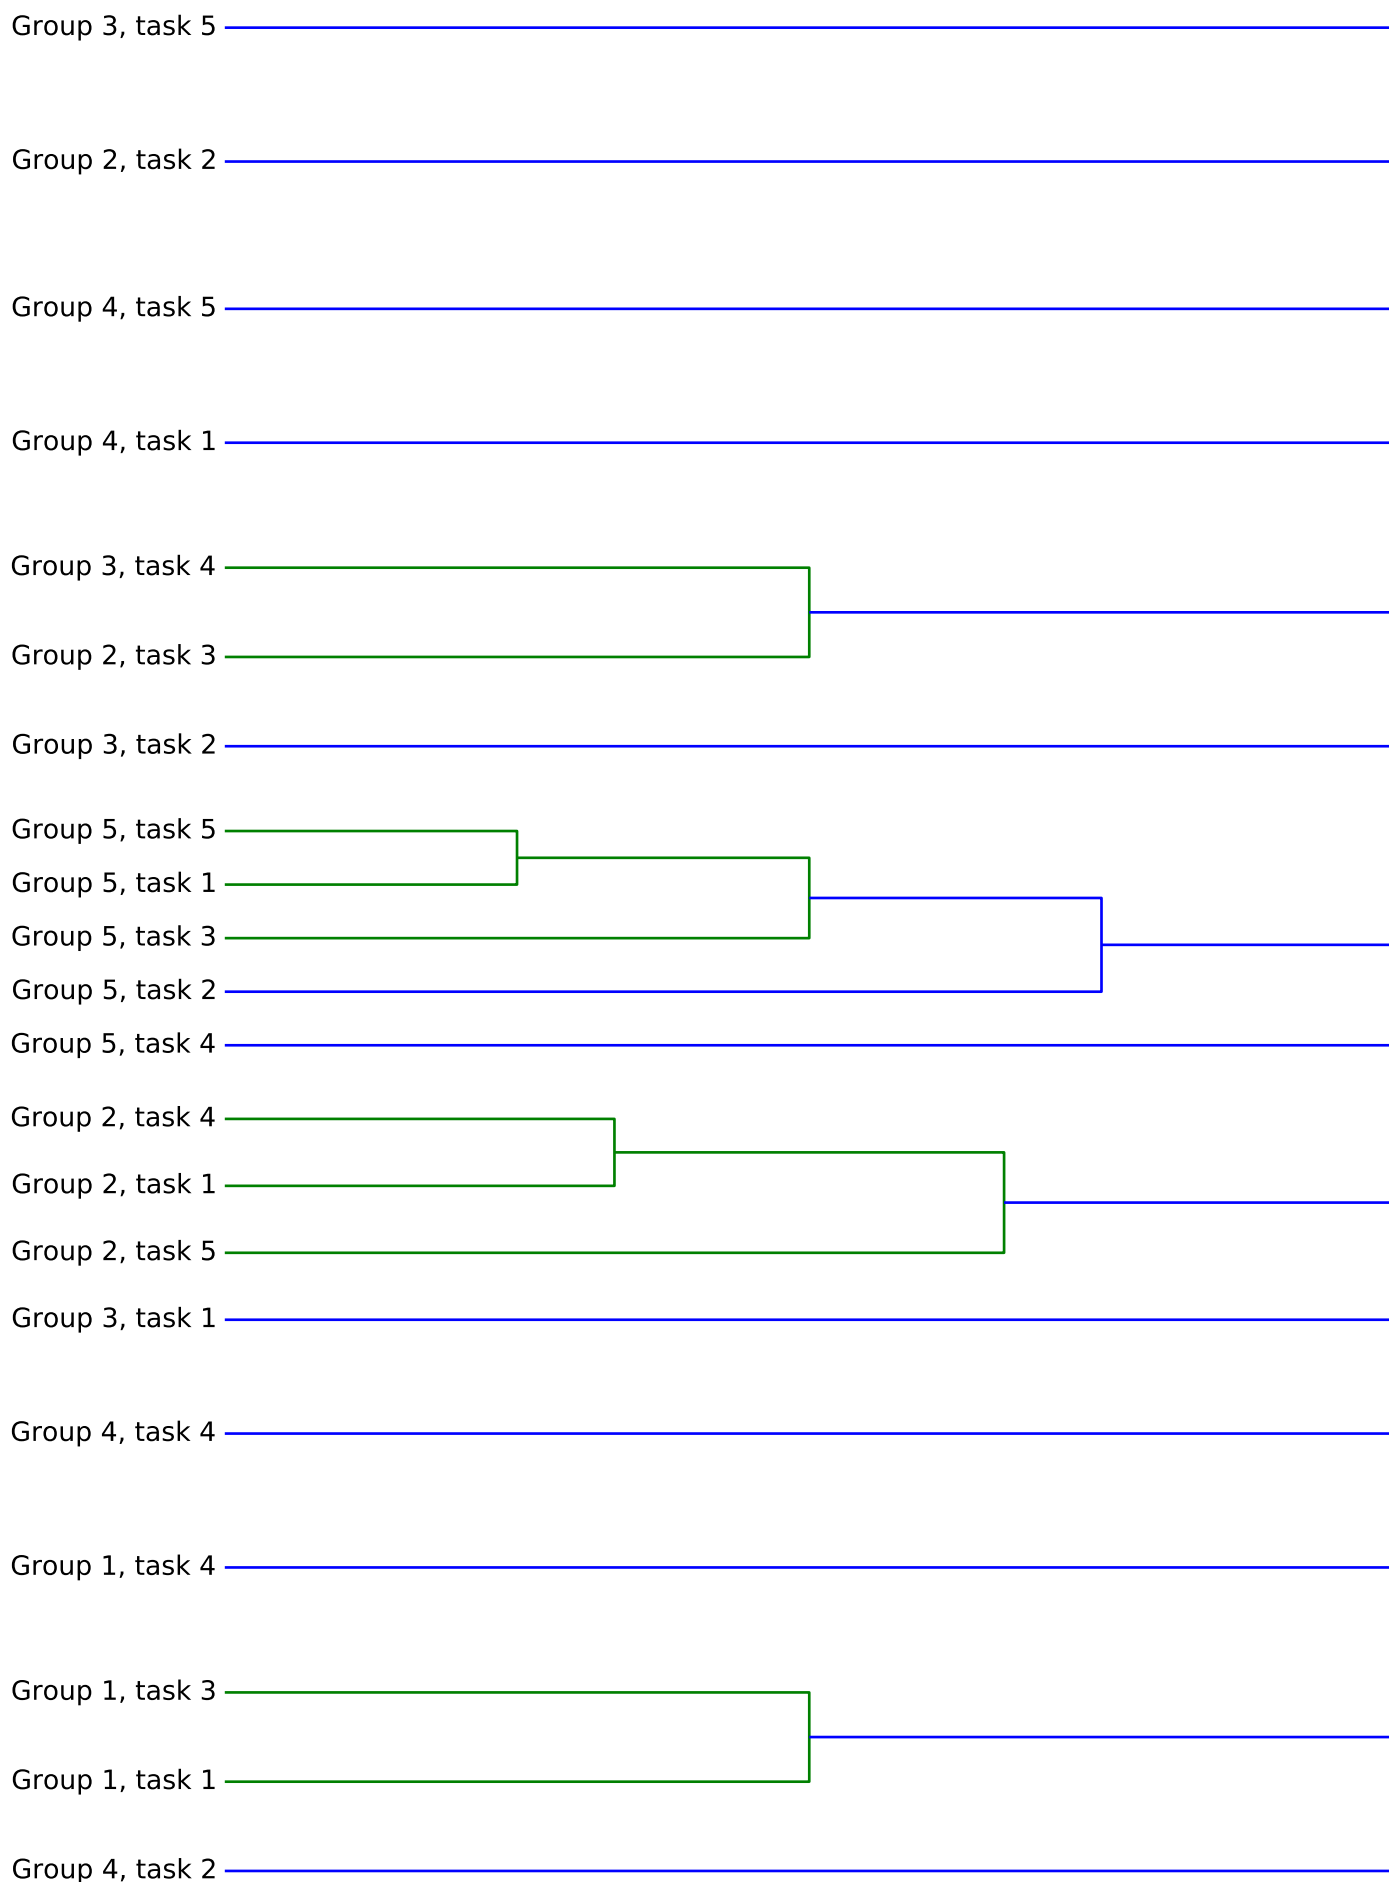 Group 3, task 5
Group 2, task 2
Group 4, task 5
Group 4, task 1
Group 3, task 4
Group 2, task 3
Group 3, task 2
Group 5, task 5
Group 5, task 1
Group 5, task 3
Group 5, task 2
Group 5, task 4
Group 2, task 4
Group 2, task 1
Group 2, task 5
Group 3, task 1
Group 4, task 4
Group 1, task 4
Group 1, task 3
Group 1, task 1
Group 4, task 2